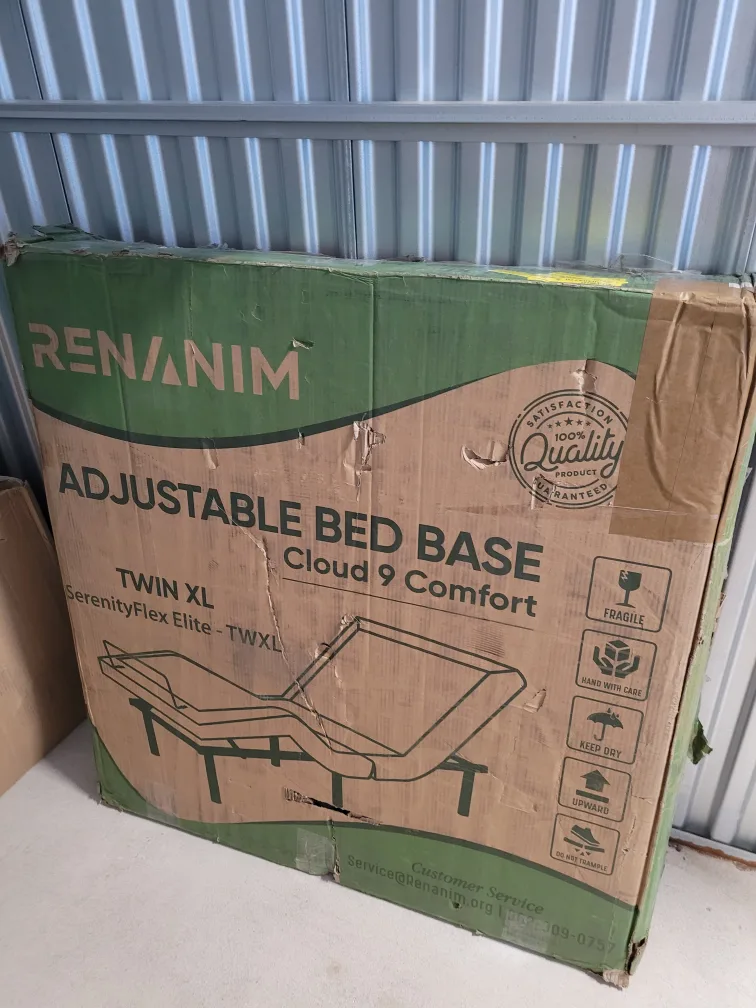 RENANIM
SATISFACTION
100%
Quality
PRODUCT
GUARANTEED
ADJUSTABLE BED BASE
Cloud 9 Comfort
TWIN XL
SerenityFlex Elite - TWXL
FRAGILE
HAND WITH CARE
KEEP DRY
UPWARD
DO NOT TRAMPLE
Customer Service
Service@Renanim.org |